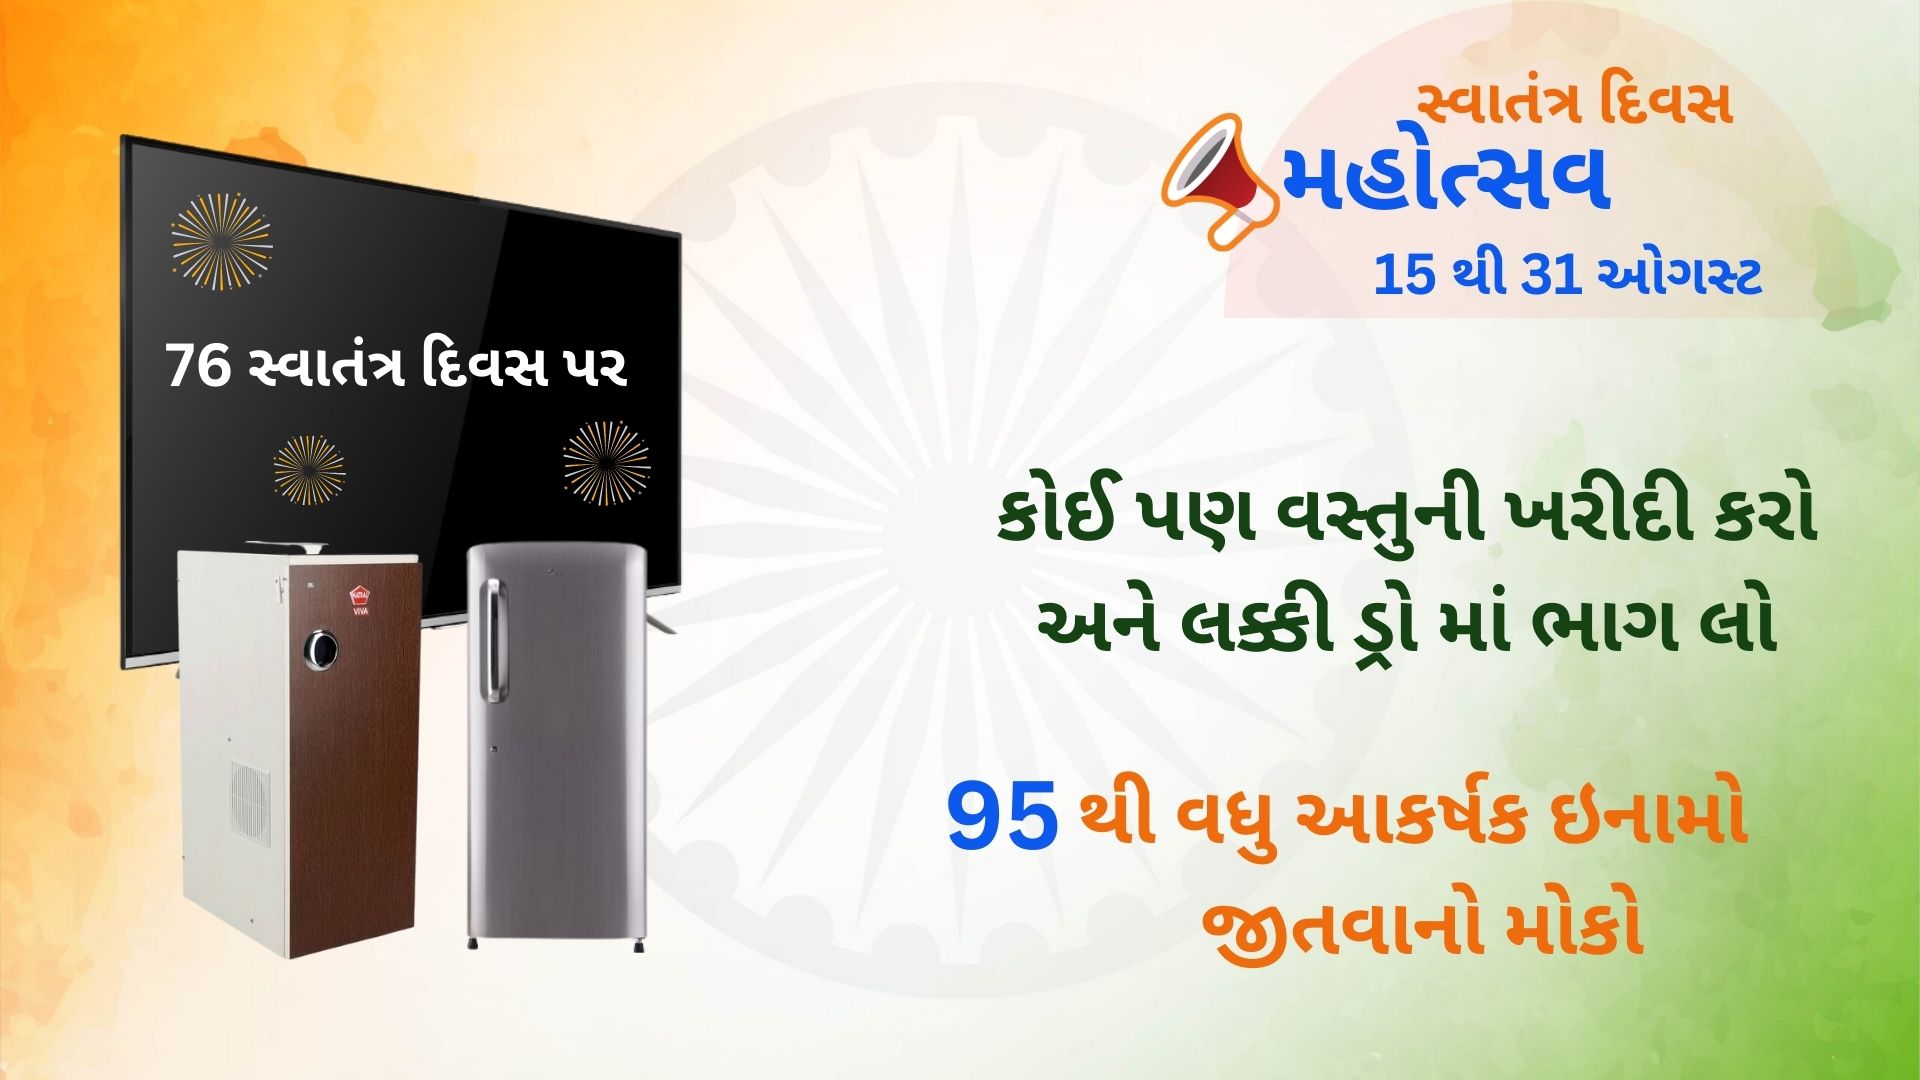 સ્વાતંત્ર દિવસ
મહોત્સવ
15 થી 31 ઓગસ્ટ
76 સ્વાતંત્ર દિવસ પર
કોઈ પણ વસ્તુની ખરીદી કરો
અને લક્કી ડ્રો માં ભાગ લો
95 થી વધુ આકર્ષક ઇનામો
જીતવાનો મોકો
VIVA